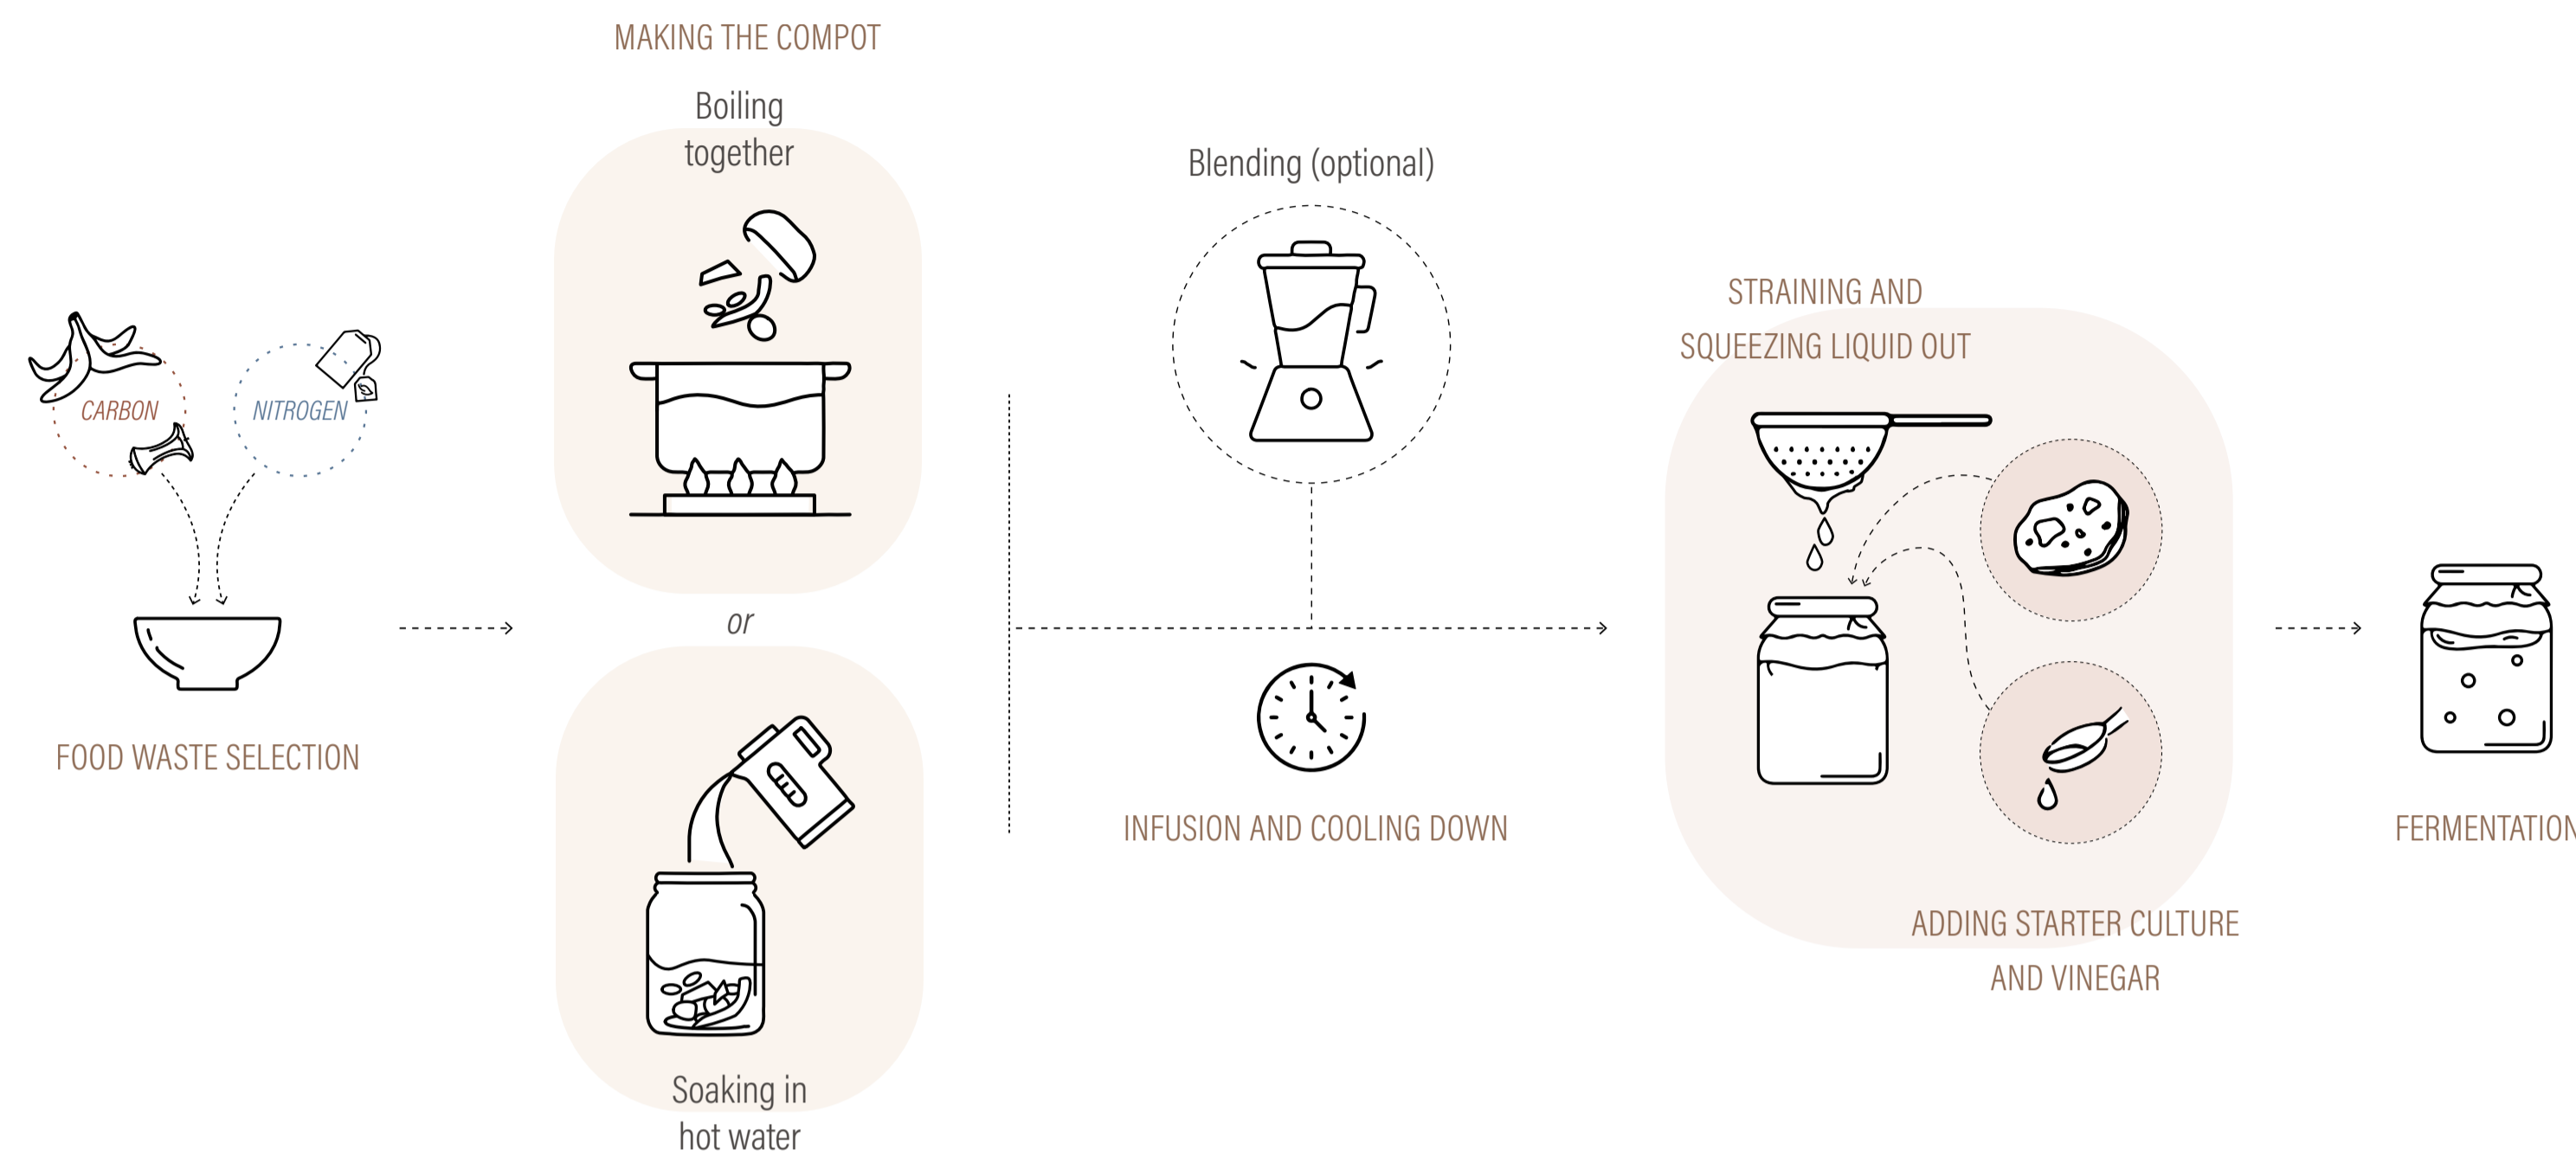 MAKING THE COMPOT
Boiling
together
Blending (optional)
STRAINING AND
SQUEEZING LIQUID OUT
CARBON
NITROGEN
or
FOOD WASTE SELECTION
INFUSION AND COOLING DOWN
FERMENTATION
ADDING STARTER CULTURE
AND VINEGAR
Soaking in
hot water